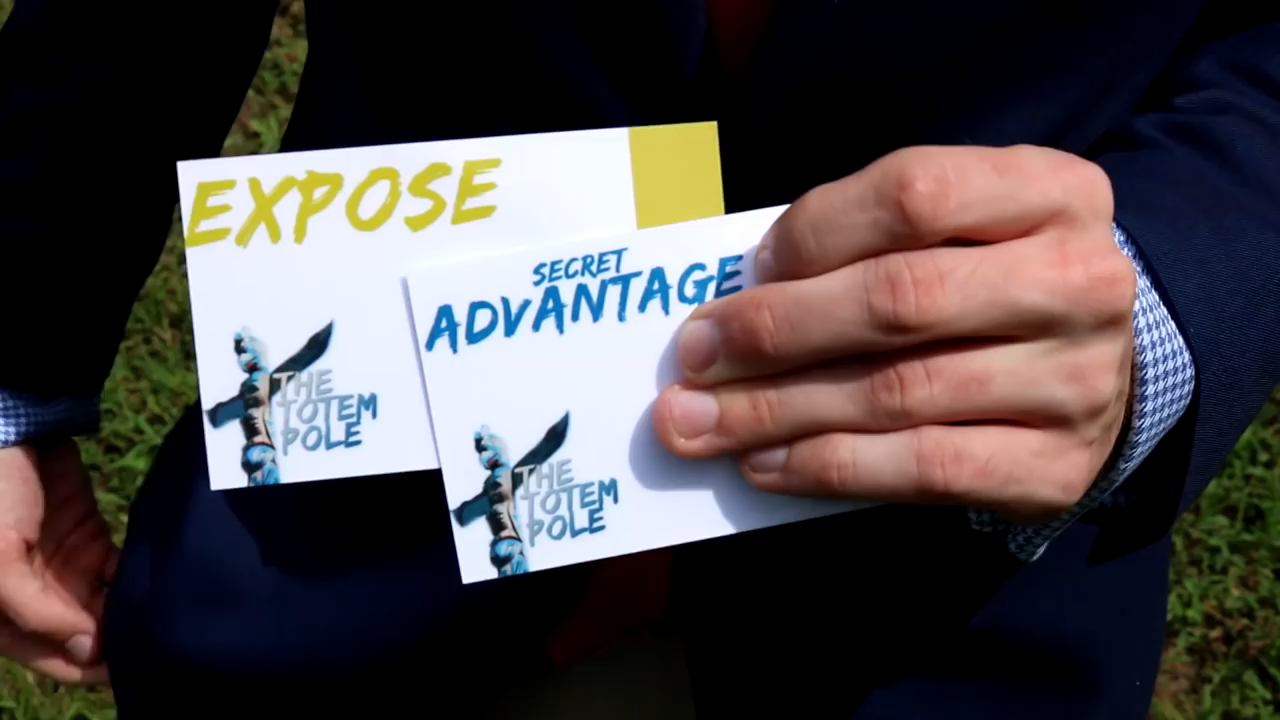 EXPOSE
SECRET
ADVANTAGE
THE
TOTEM
POLE
THE
TOTEM
POLE